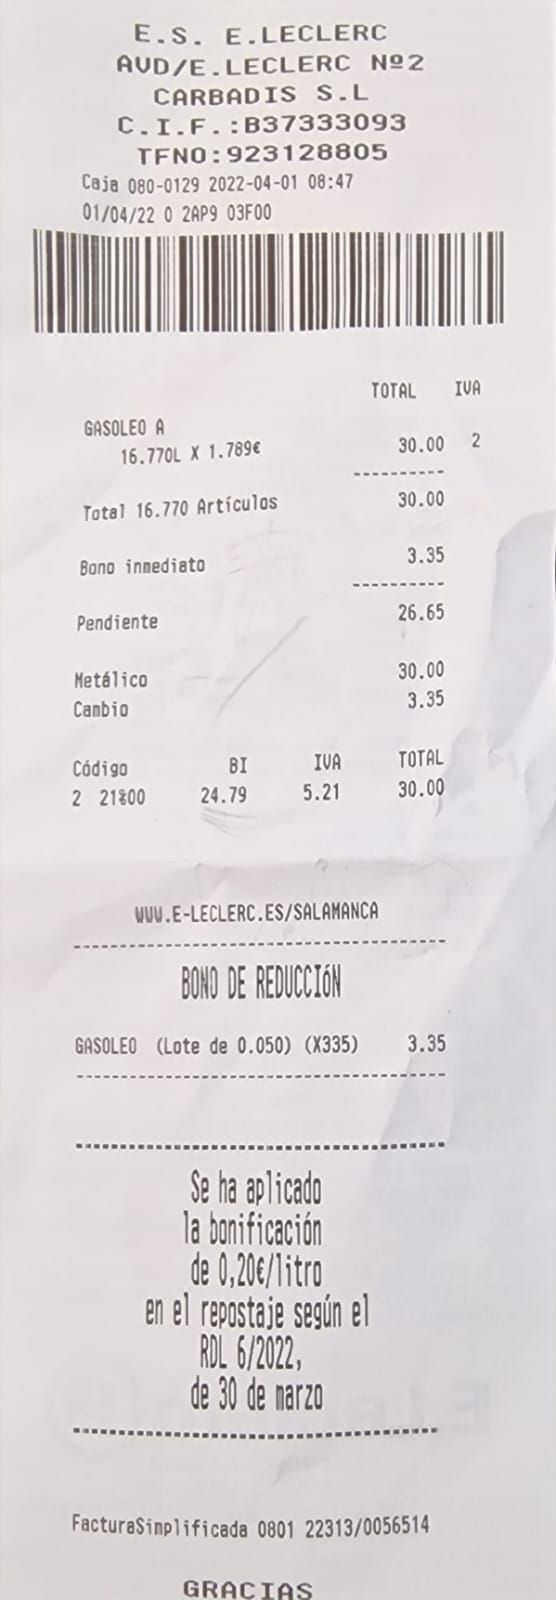 E.S. E.LECLERC
AVD/E.LECLERC Nº2
CARBADIS S.L
C.I.F.:B37333093
TFNO:923128805
Caja 080-0129 2022-04-01 08:47
01/04/22 0 2AP9 03F00
TOTAL IVA
GASOLEO A
16.770L X 1.789€ 30.00 2
----------
Total 16.770 Artículos 30.00
Bono inmediato 3.35
----------
Pendiente 26.65
Metálico 30.00
Cambio 3.35
Código BI IVA TOTAL
2 21%00 24.79 5.21 30.00
WWW.E-LECLERC.ES/SALAMANCA
BONO DE REDUCCIÓN
GASOLEO (Lote de 0.050) (X335) 3.35
Se ha aplicado
la bonificación
de 0,20€/litro
en el repostaje según el
RDL 6/2022,
de 30 de marzo
FacturaSimplificada 0801 22313/0056514
GRACIAS